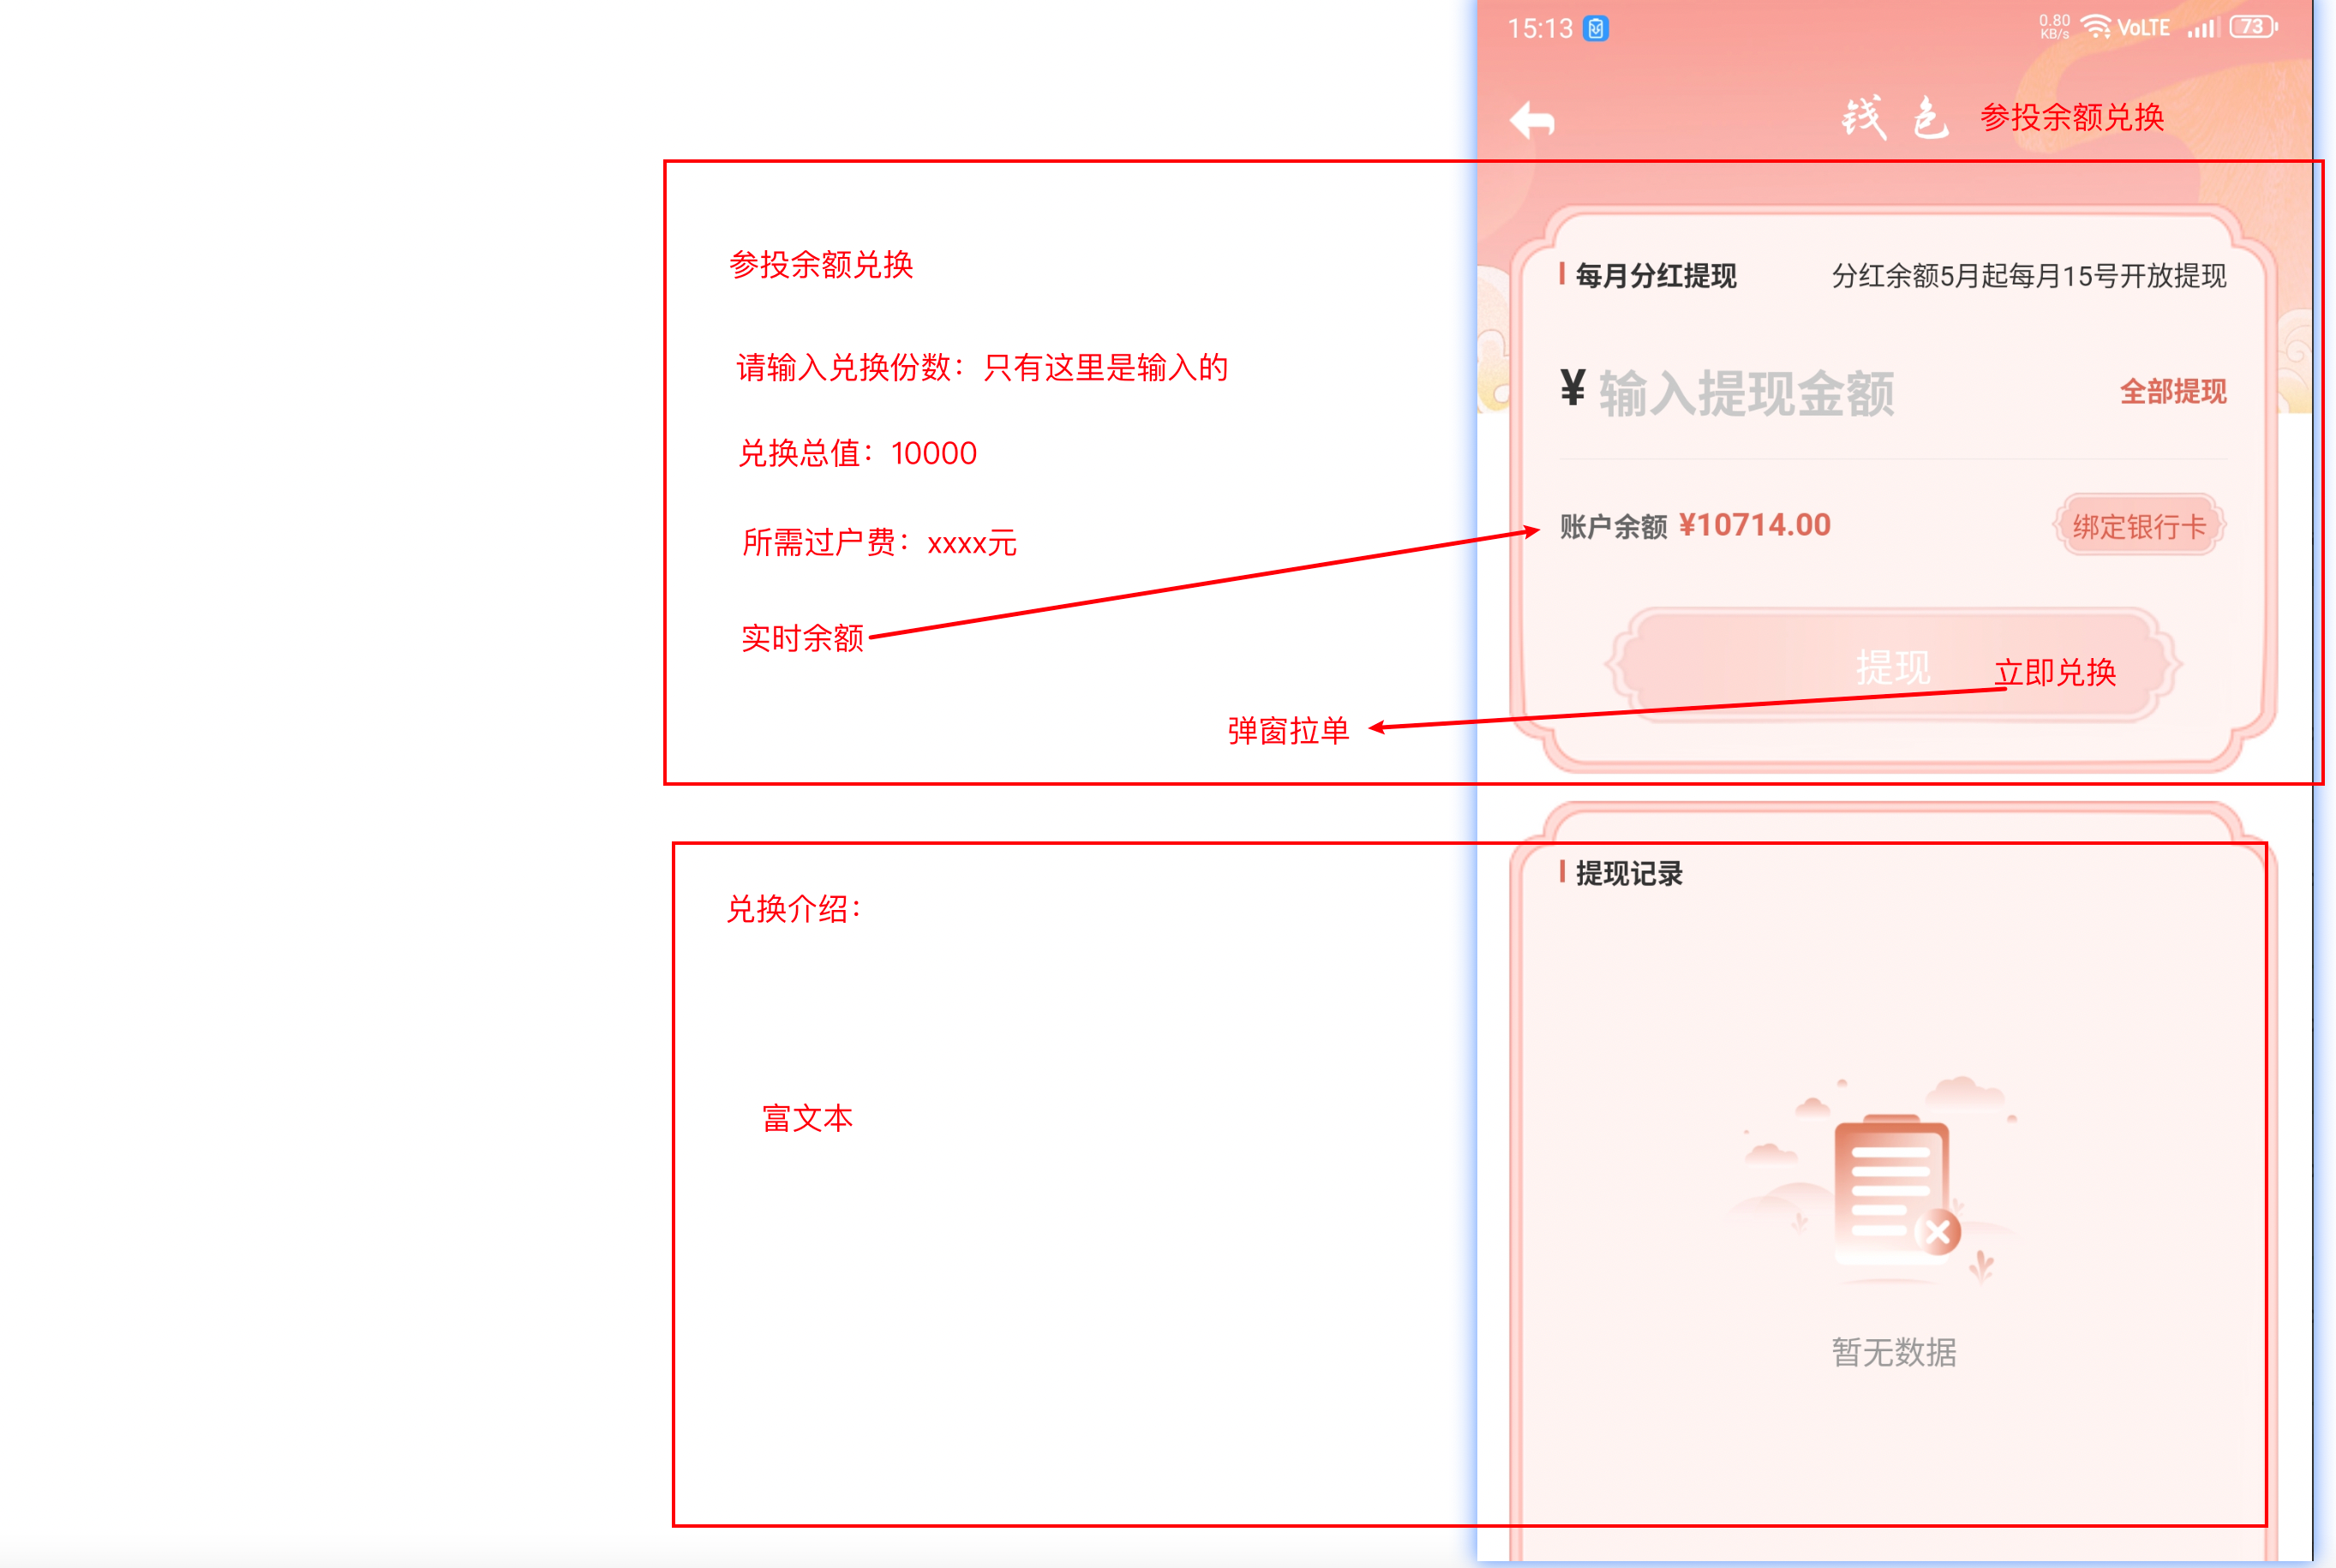 15:13
0.80 KB/s VoLTE 73
钱包 参投余额兑换
参投余额兑换
每月分红提现 分红余额5月起每月15号开放提现
请输入兑换份数：只有这里是输入的
¥ 输入提现金额 全部提现
兑换总值：10000
账户余额 ¥10714.00 绑定银行卡
所需过户费：xxxx元
实时余额
提现 立即兑换
弹窗拉单
提现记录
兑换介绍：
富文本
暂无数据